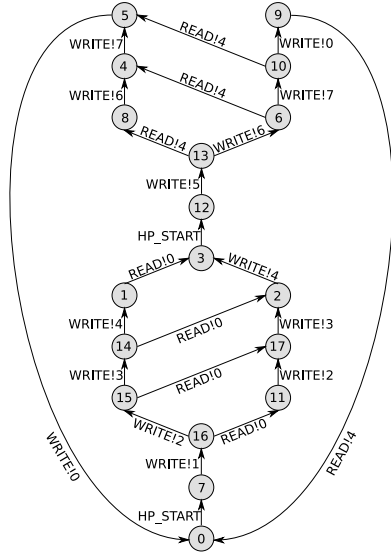 5 9
READ!4
WRITE!7 WRITE!0
4 10
READ!4
WRITE!6 WRITE!7
8 6
READ!4 WRITE!6
13
WRITE!5
12
HP_START
3
READ!0 WRITE!4
1 2
WRITE!4 READ!0 WRITE!3
14 17
WRITE!3 READ!0 WRITE!2
15 11
WRITE!2 READ!0
16
WRITE!0 WRITE!1 READ!4
7
HP_START
0